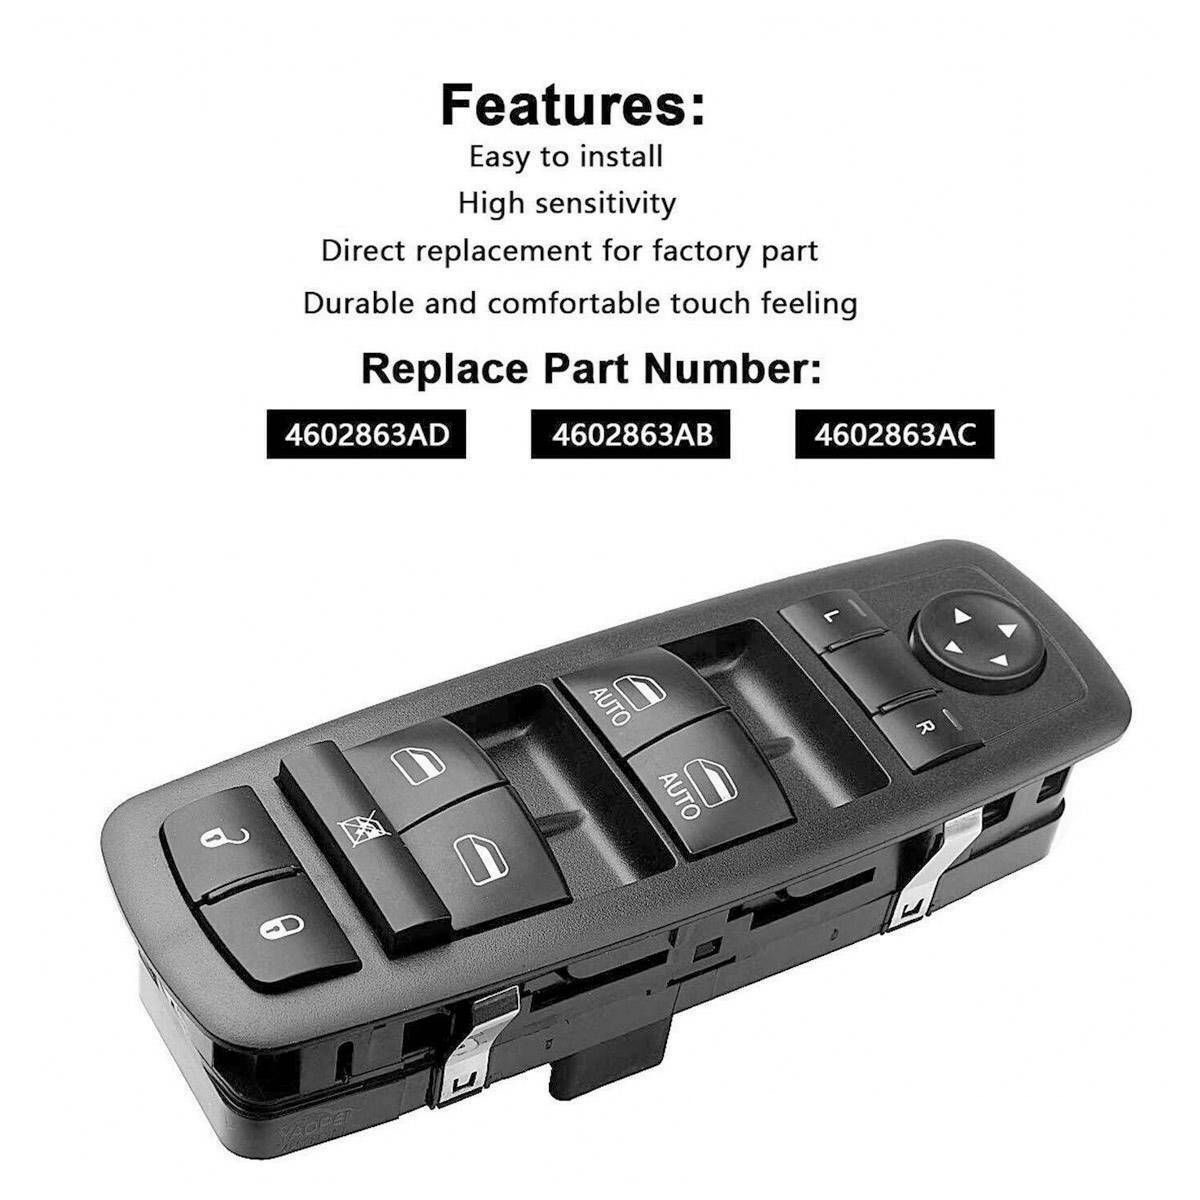 Features:
Easy to install
High sensitivity
Direct replacement for factory part
Durable and comfortable touch feeling
Replace Part Number:
4602863AD 4602863AB 4602863AC
L
AUTO
R
AUTO